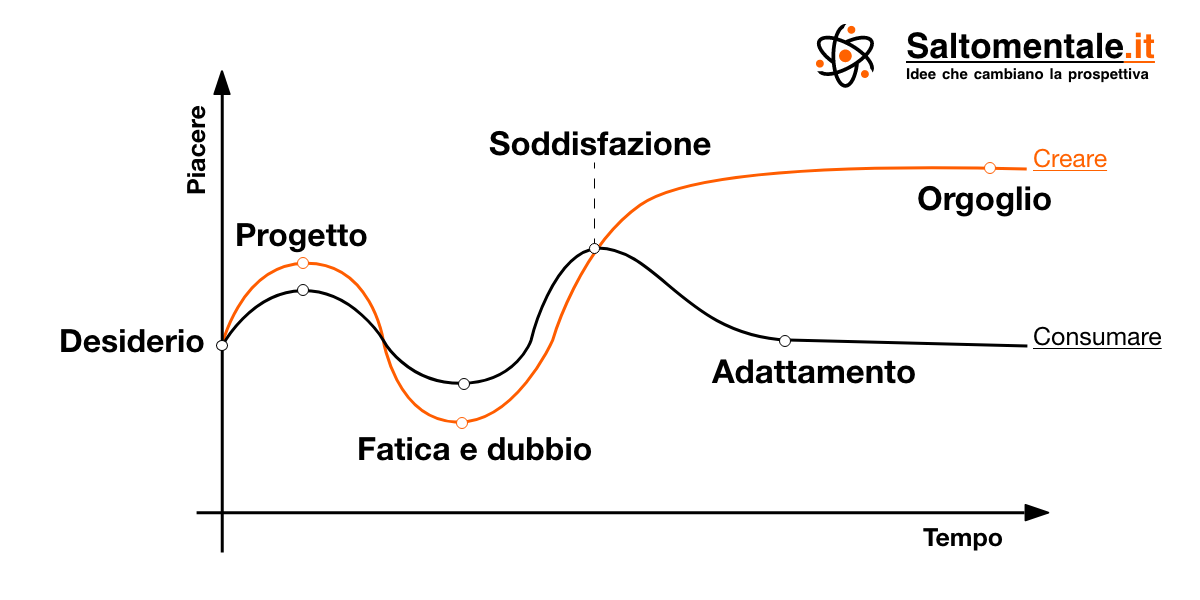 Saltomentale.it
Idee che cambiano la prospettiva
Piacere
Soddisfazione
Creare
Orgoglio
Progetto
Desiderio
Consumare
Adattamento
Fatica e dubbio
Tempo